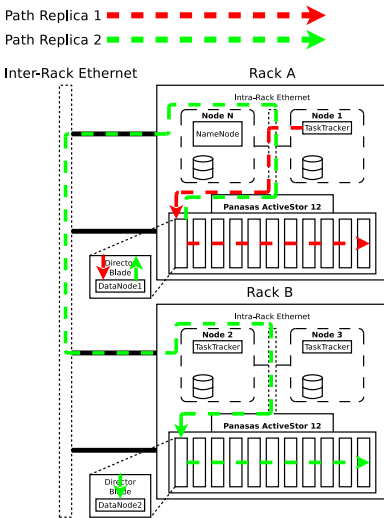 Path Replica 1
Path Replica 2
Inter-Rack Ethernet
Rack A
Intra-Rack Ethernet
Node N
NameNode
Node 1
TaskTracker
Panasas ActiveStor 12
Director
Blade
DataNode1
Rack B
Intra-Rack Ethernet
Node 2
TaskTracker
Node 3
TaskTracker
Panasas ActiveStor 12
Director
Blade
DataNode2